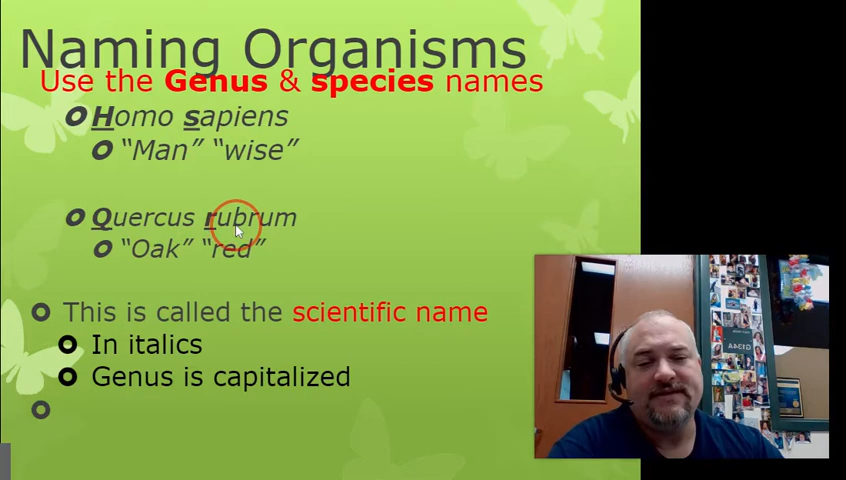 Naming Organisms
Use the Genus & species names
Homo sapiens
“Man” “wise”
Quercus rubrum
“Oak” “red”
This is called the scientific name
In italics
Genus is capitalized